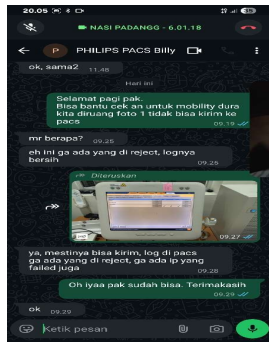 20.05
NASI PADANGG - 6.01.18
P PHILIPS PACS Billy
ok, sama2 11.48
Hari ini
Selamat pagi pak.
Bisa bantu cek an untuk mobility dura
kita diruang foto 1 tidak bisa kirim ke
pacs
09.19
mr berapa? 09.25
eh ini ga ada yang di reject, lognya
bersih 09.25
Diteruskan
09.27
ya, mestinya bisa kirim, log di pacs
ga ada yang di reject, ga ada ip yang
failed juga 09.28
Oh iyaa pak sudah bisa. Terimakasih
09.29
ok 09.29
Ketik pesan